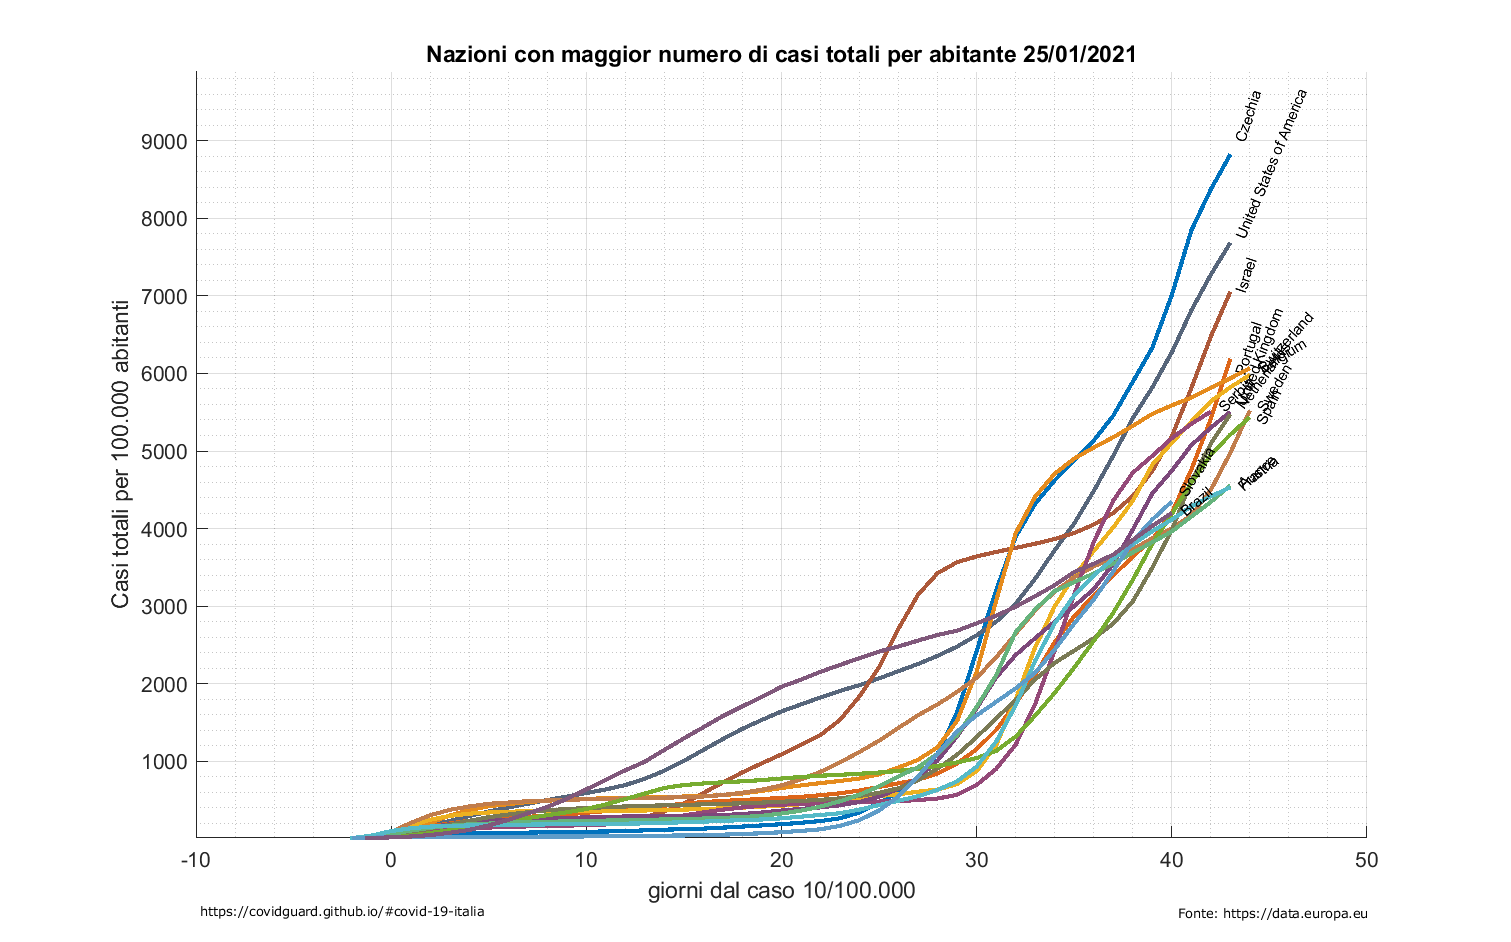 Nazioni con maggior numero di casi totali per abitante 25/01/2021
Casi totali per 100.000 abitanti
9000
8000
7000
6000
5000
4000
3000
2000
1000
Czechia
United States of America
Israel
Portugal
Kingdom
Serbia
Sweden
Spain
Slovakia
Brazil
Austria
France
-10
0
10
20
30
40
50
giorni dal caso 10/100.000
https://covidguard.github.io/#covid-19-italia
Fonte: https://data.europa.eu